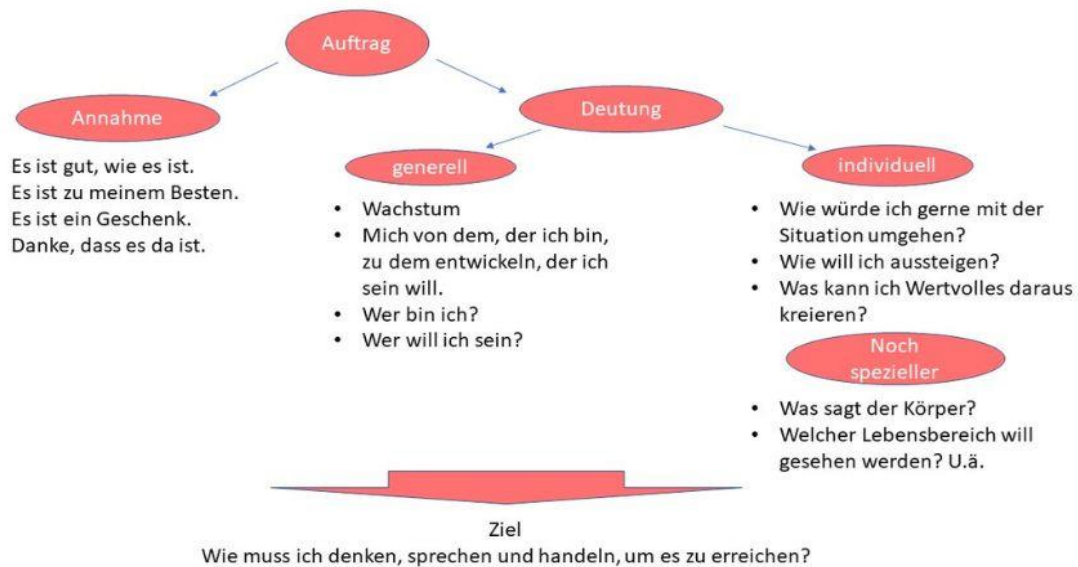 Auftrag
Annahme
Es ist gut, wie es ist.
Es ist zu meinem Besten.
Es ist ein Geschenk.
Danke, dass es da ist.
Deutung
generell
• Wachstum
• Mich von dem, der ich bin,
zu dem entwickeln, der ich
sein will.
• Wer bin ich?
• Wer will ich sein?
individuell
• Wie würde ich gerne mit der
Situation umgehen?
• Wie will ich aussteigen?
• Was kann ich Wertvolles daraus
kreieren?
Noch
spezieller
• Was sagt der Körper?
• Welcher Lebensbereich will
gesehen werden? U.ä.
Ziel
Wie muss ich denken, sprechen und handeln, um es zu erreichen?